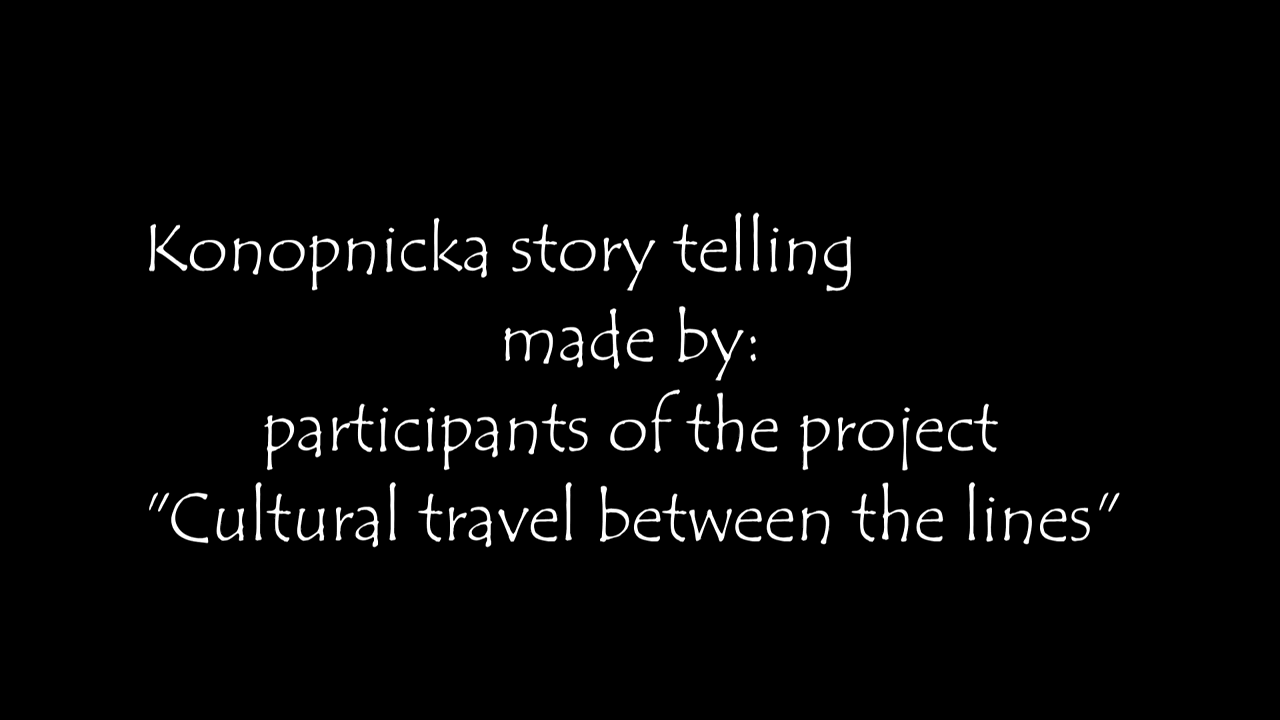 Konopnicka story telling
made by:
participants of the project
"Cultural travel between the lines"